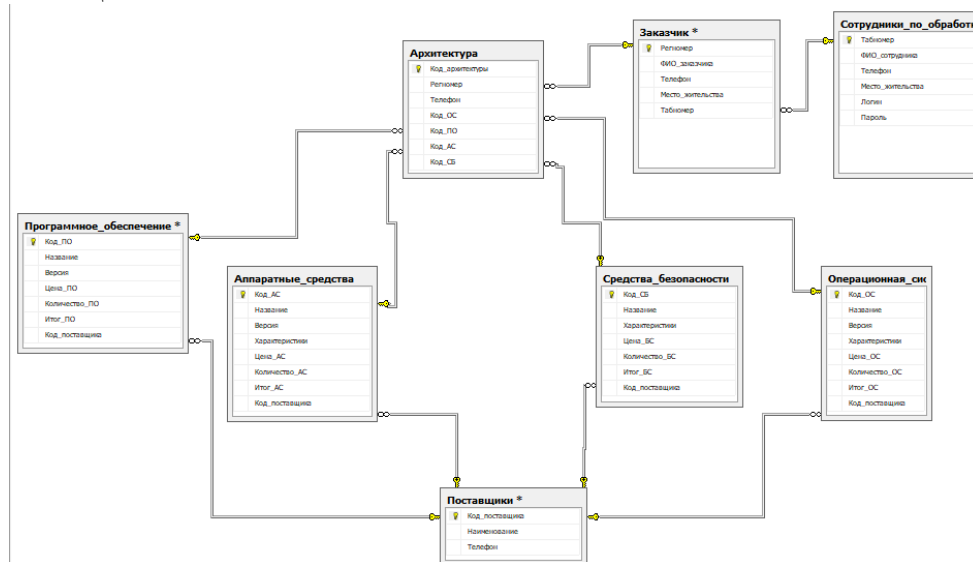 Архитектура
Код_архитектуры
Регномер
Телефон
Код_ОС
Код_ПО
Код_АС
Код_СБ
Заказчик *
Регномер
ФИО_заказчика
Телефон
Место_жительства
Табномер
Сотрудники_по_обработ
Табномер
ФИО_сотрудника
Телефон
Место_жительства
Логин
Пароль
Программное_обеспечение *
Код_ПО
Название
Версия
Цена_ПО
Количество_ПО
Итог_ПО
Код_поставщика
Аппаратные_средства
Код_АС
Название
Версия
Характеристики
Цена_АС
Количество_АС
Итог_АС
Код_поставщика
Средства_безопасности
Код_СБ
Название
Характеристики
Цена_БС
Количество_БС
Итог_БС
Код_поставщика
Операционная_сис
Код_ОС
Название
Версия
Характеристики
Цена_ОС
Количество_ОС
Итог_ОС
Код_поставщика
Поставщики *
Код_поставщика
Наименование
Телефон